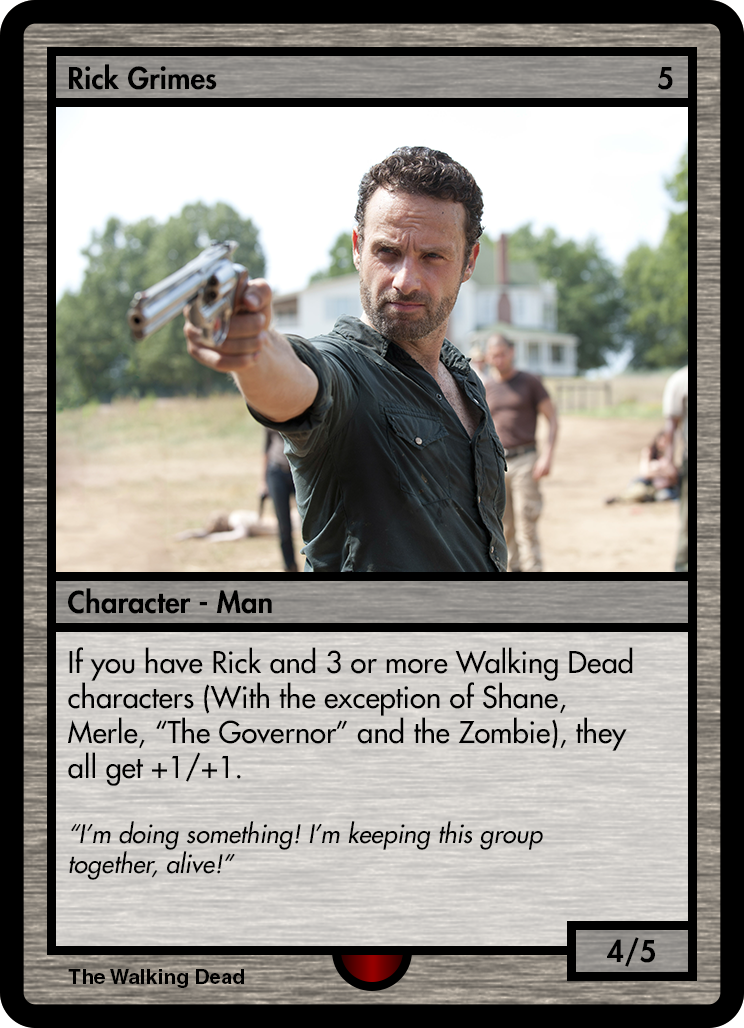 Rick Grimes 5
Character - Man
If you have Rick and 3 or more Walking Dead
characters (With the exception of Shane,
Merle, “The Governor” and the Zombie), they
all get +1/+1.
“I’m doing something! I’m keeping this group
together, alive!”
4/5
The Walking Dead